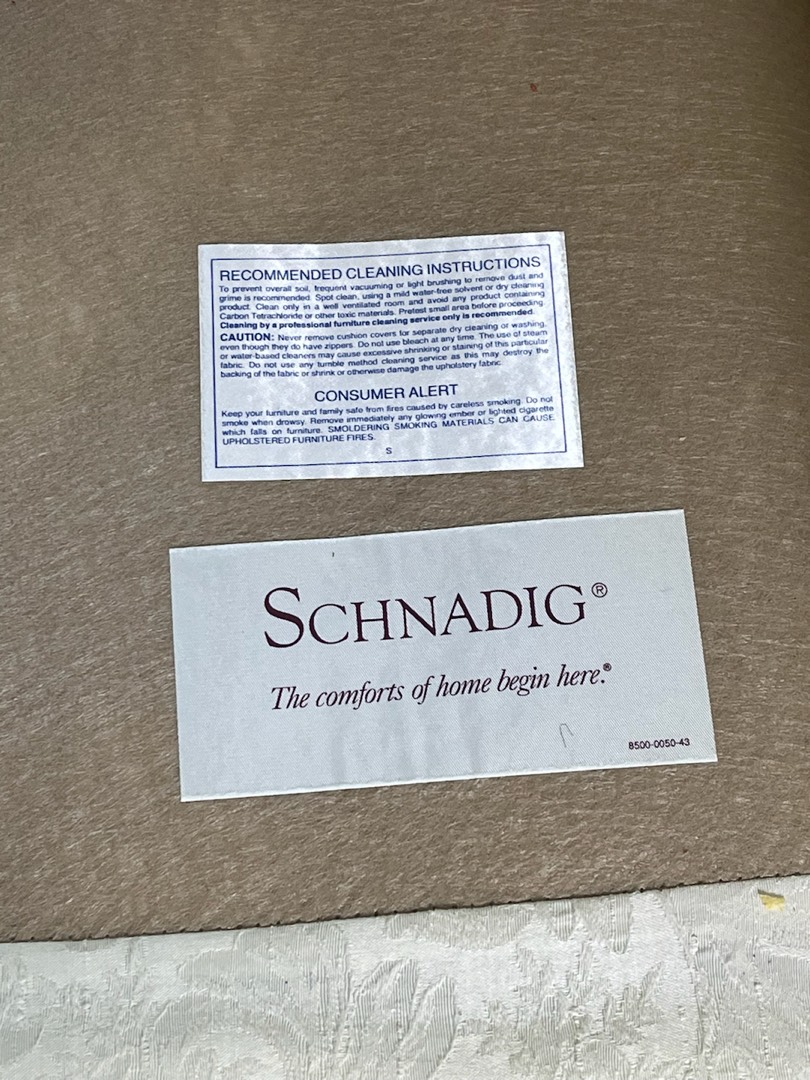 RECOMMENDED CLEANING INSTRUCTIONS
To prevent overall soil, frequent vacuuming or light brushing to remove dust and
grime is recommended. Spot clean, using a mild water-free solvent or dry cleaning
product. Clean only in a well ventilated room and avoid any product containing
Carbon Tetrachloride or other toxic materials. Pretest small area before proceeding.
Cleaning by a professional furniture cleaning service only is recommended.
CAUTION: Never remove cushion covers for separate dry cleaning or washing,
even though they do have zippers. Do not use bleach at any time. The use of steam
or water-based cleaners may cause excessive shrinking or staining of this particular
fabric. Do not use any tumble method cleaning service as this may destroy the
backing of the fabric or shrink or otherwise damage the upholstery fabric.
CONSUMER ALERT
Keep your furniture and family safe from fires caused by careless smoking. Do not
smoke when drowsy. Remove immediately any glowing ember or lighted cigarette
which falls on furniture. SMOLDERING SMOKING MATERIALS CAN CAUSE
UPHOLSTERED FURNITURE FIRES.
S
SCHNADIG®
The comforts of home begin here.®
8500-0050-43